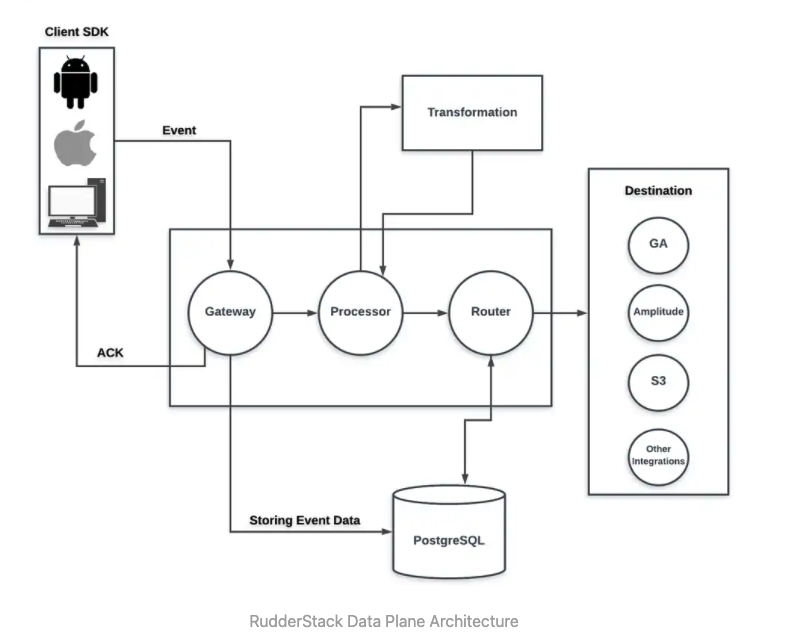 Client SDK
Event
Transformation
Destination
GA
Gateway
Processor
Router
Amplitude
ACK
S3
Other
Integrations
Storing Event Data
PostgreSQL
RudderStack Data Plane Architecture